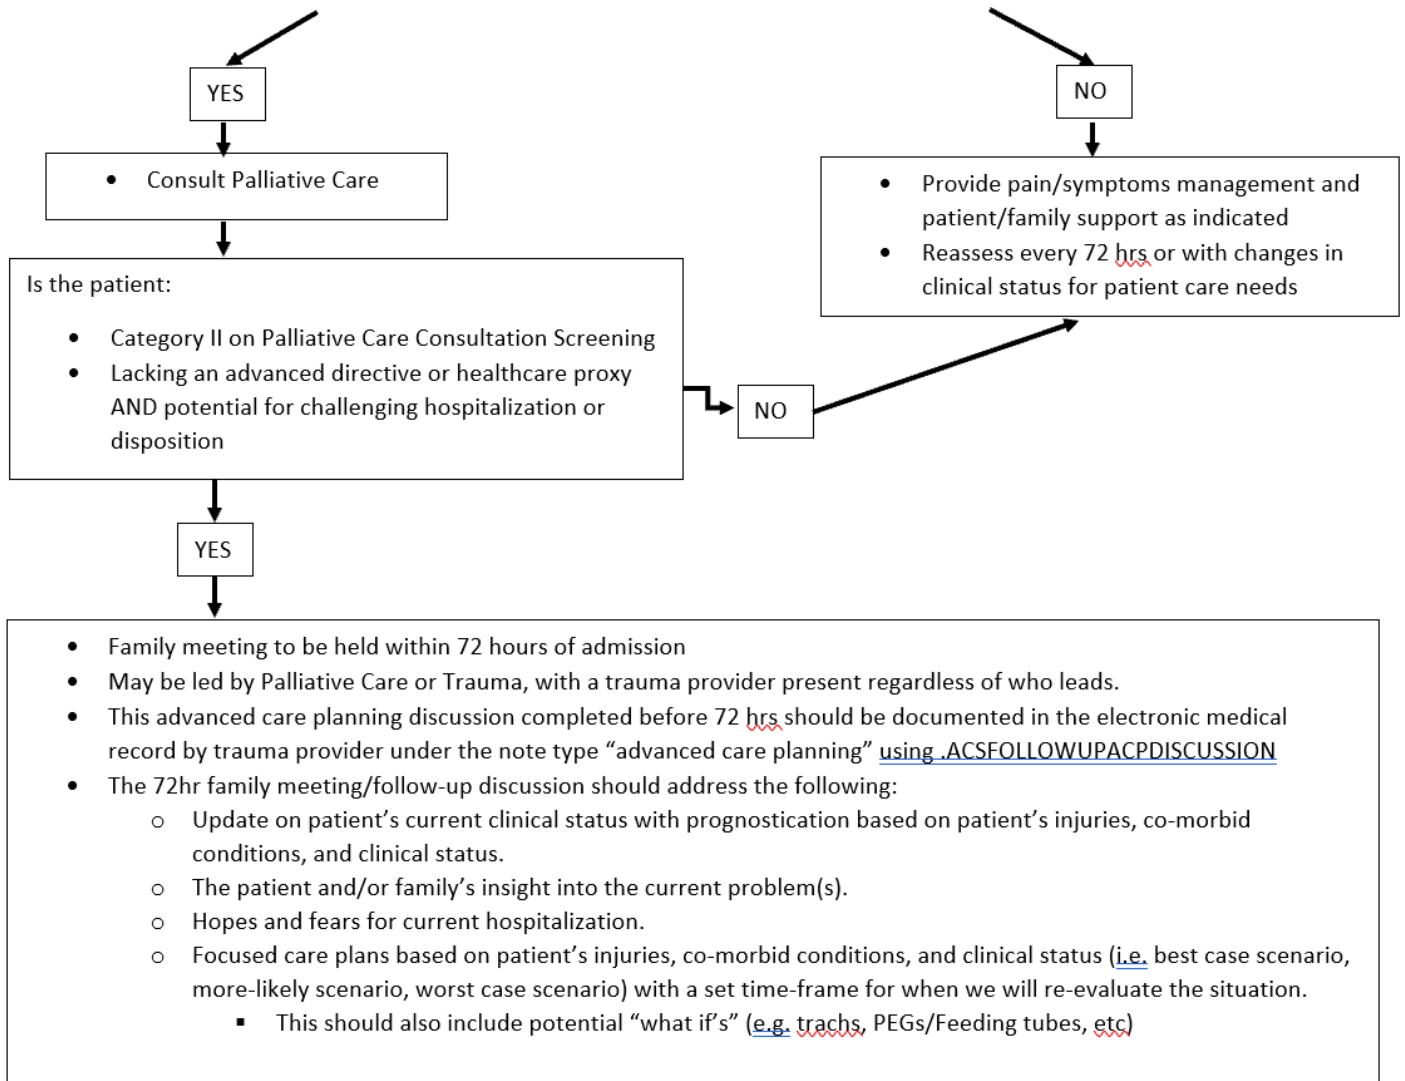 YES
NO
• Consult Palliative Care
• Provide pain/symptoms management and
patient/family support as indicated
• Reassess every 72 hrs or with changes in
clinical status for patient care needs
Is the patient:
• Category II on Palliative Care Consultation Screening
• Lacking an advanced directive or healthcare proxy
AND potential for challenging hospitalization or
disposition
NO
YES
• Family meeting to be held within 72 hours of admission
• May be led by Palliative Care or Trauma, with a trauma provider present regardless of who leads.
• This advanced care planning discussion completed before 72 hrs should be documented in the electronic medical
record by trauma provider under the note type “advanced care planning” using .ACSFOLLOWUPACPDISCUSSION
• The 72hr family meeting/follow-up discussion should address the following:
o Update on patient’s current clinical status with prognostication based on patient’s injuries, co-morbid
conditions, and clinical status.
o The patient and/or family’s insight into the current problem(s).
o Hopes and fears for current hospitalization.
o Focused care plans based on patient’s injuries, co-morbid conditions, and clinical status (i.e. best case scenario,
more-likely scenario, worst case scenario) with a set time-frame for when we will re-evaluate the situation.
▪ This should also include potential “what if’s” (e.g. trachs, PEGs/Feeding tubes, etc)